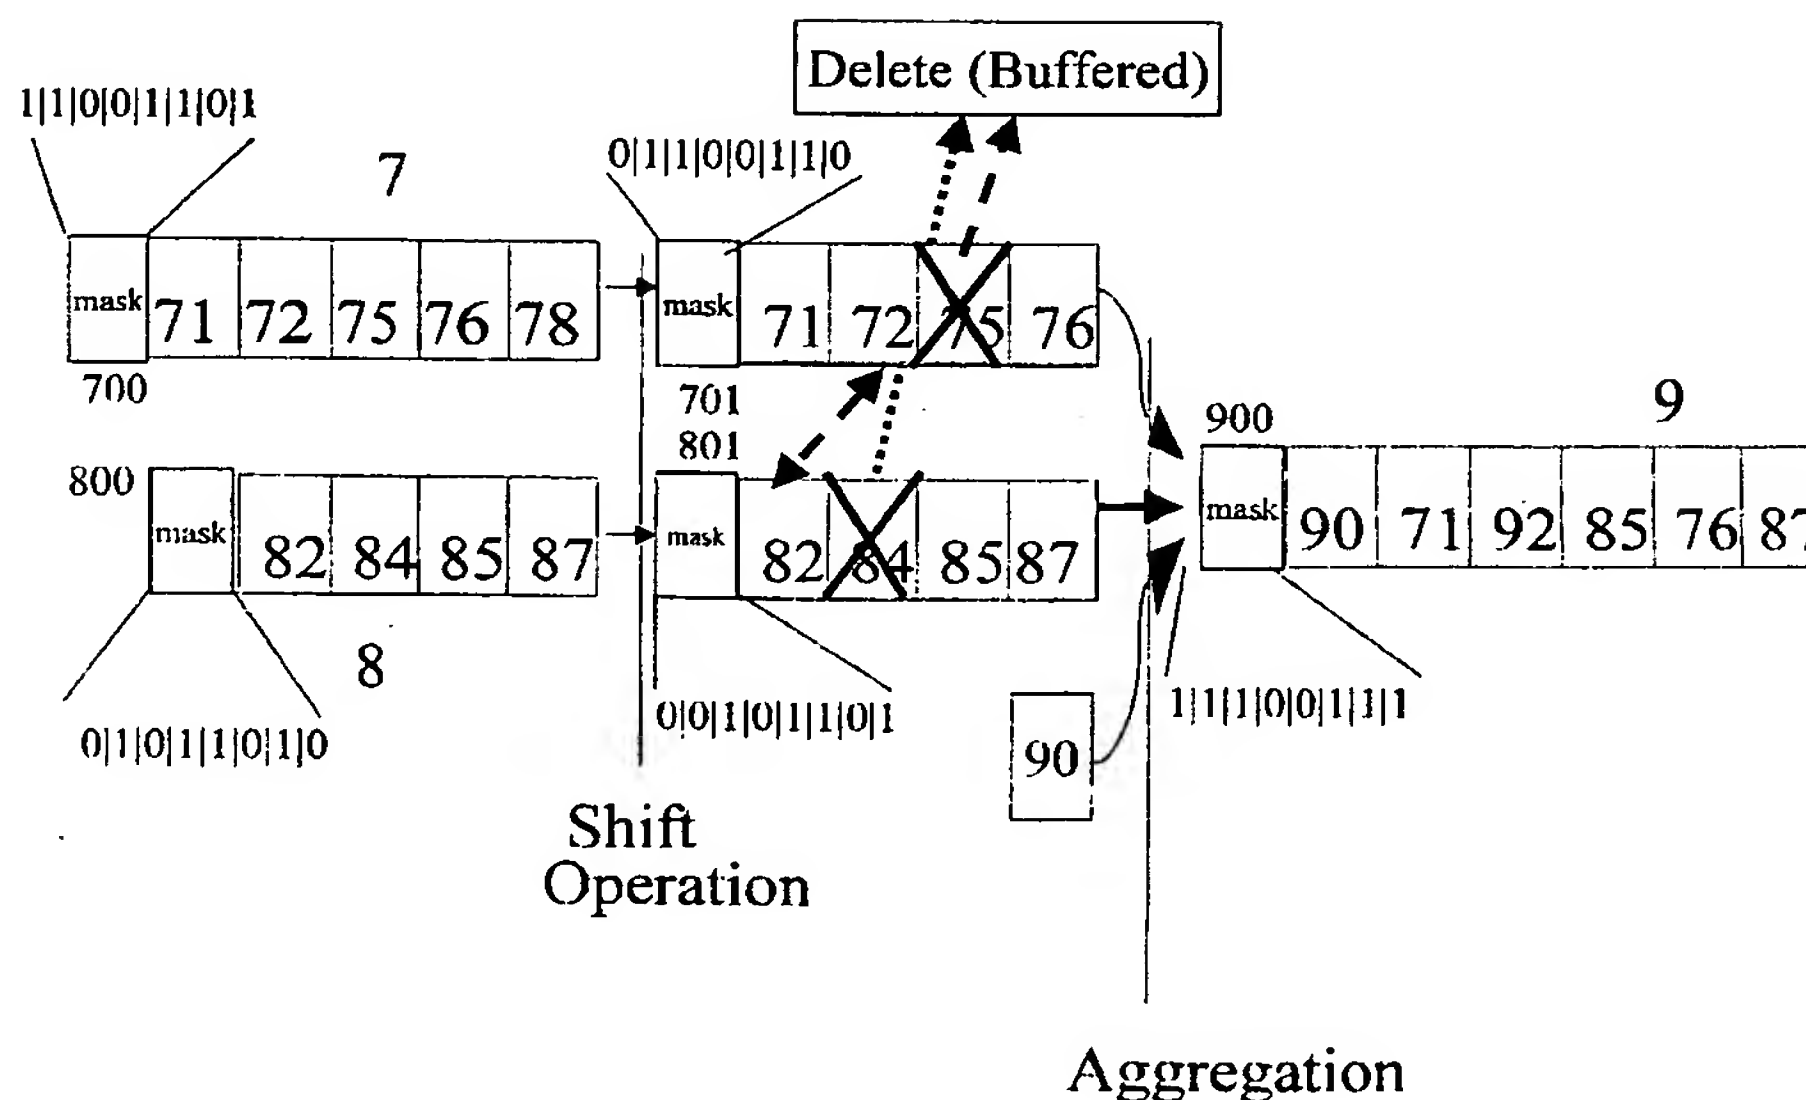 Delete (Buffered)
1|1|0|0|1|1|0|1
7
0|1|1|0|0|1|1|0
mask 71 72 75 76 78
mask 71 72 75 76
700
701
801
800
mask 82 84 85 87
mask 82 84 85 87
900
9
mask 90 71 92 85 76 87
8
0|1|0|1|1|0|1|0
0|0|1|0|1|1|0|1
1|1|1|0|0|1|1|1
90
Shift
Operation
Aggregation